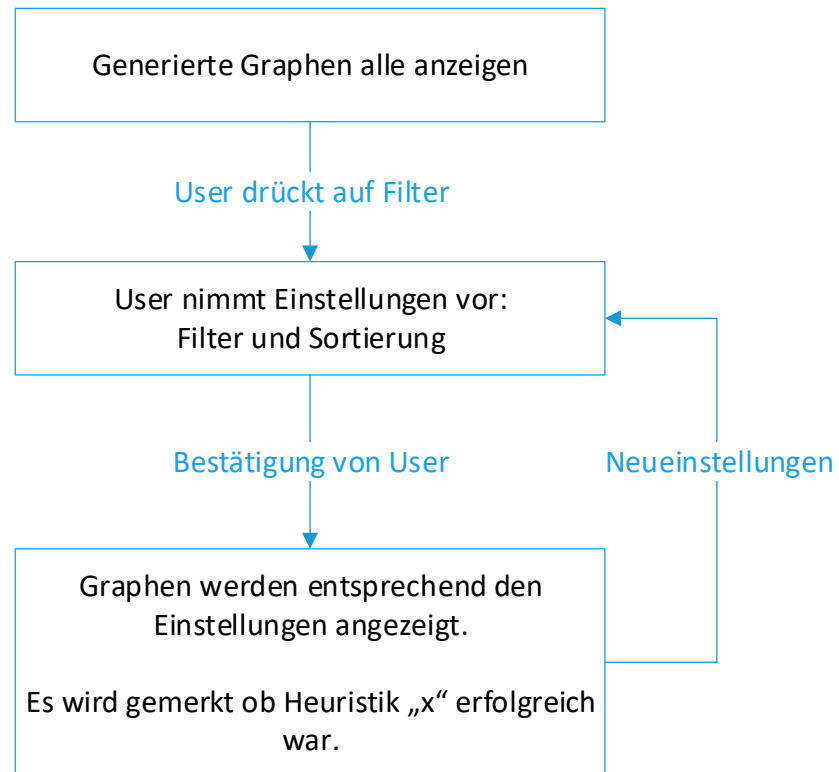 Generierte Graphen alle anzeigen
User drückt auf Filter
User nimmt Einstellungen vor:
Filter und Sortierung
Bestätigung von User
Neueinstellungen
Graphen werden entsprechend den
Einstellungen angezeigt.
Es wird gemerkt ob Heuristik „x“ erfolgreich
war.